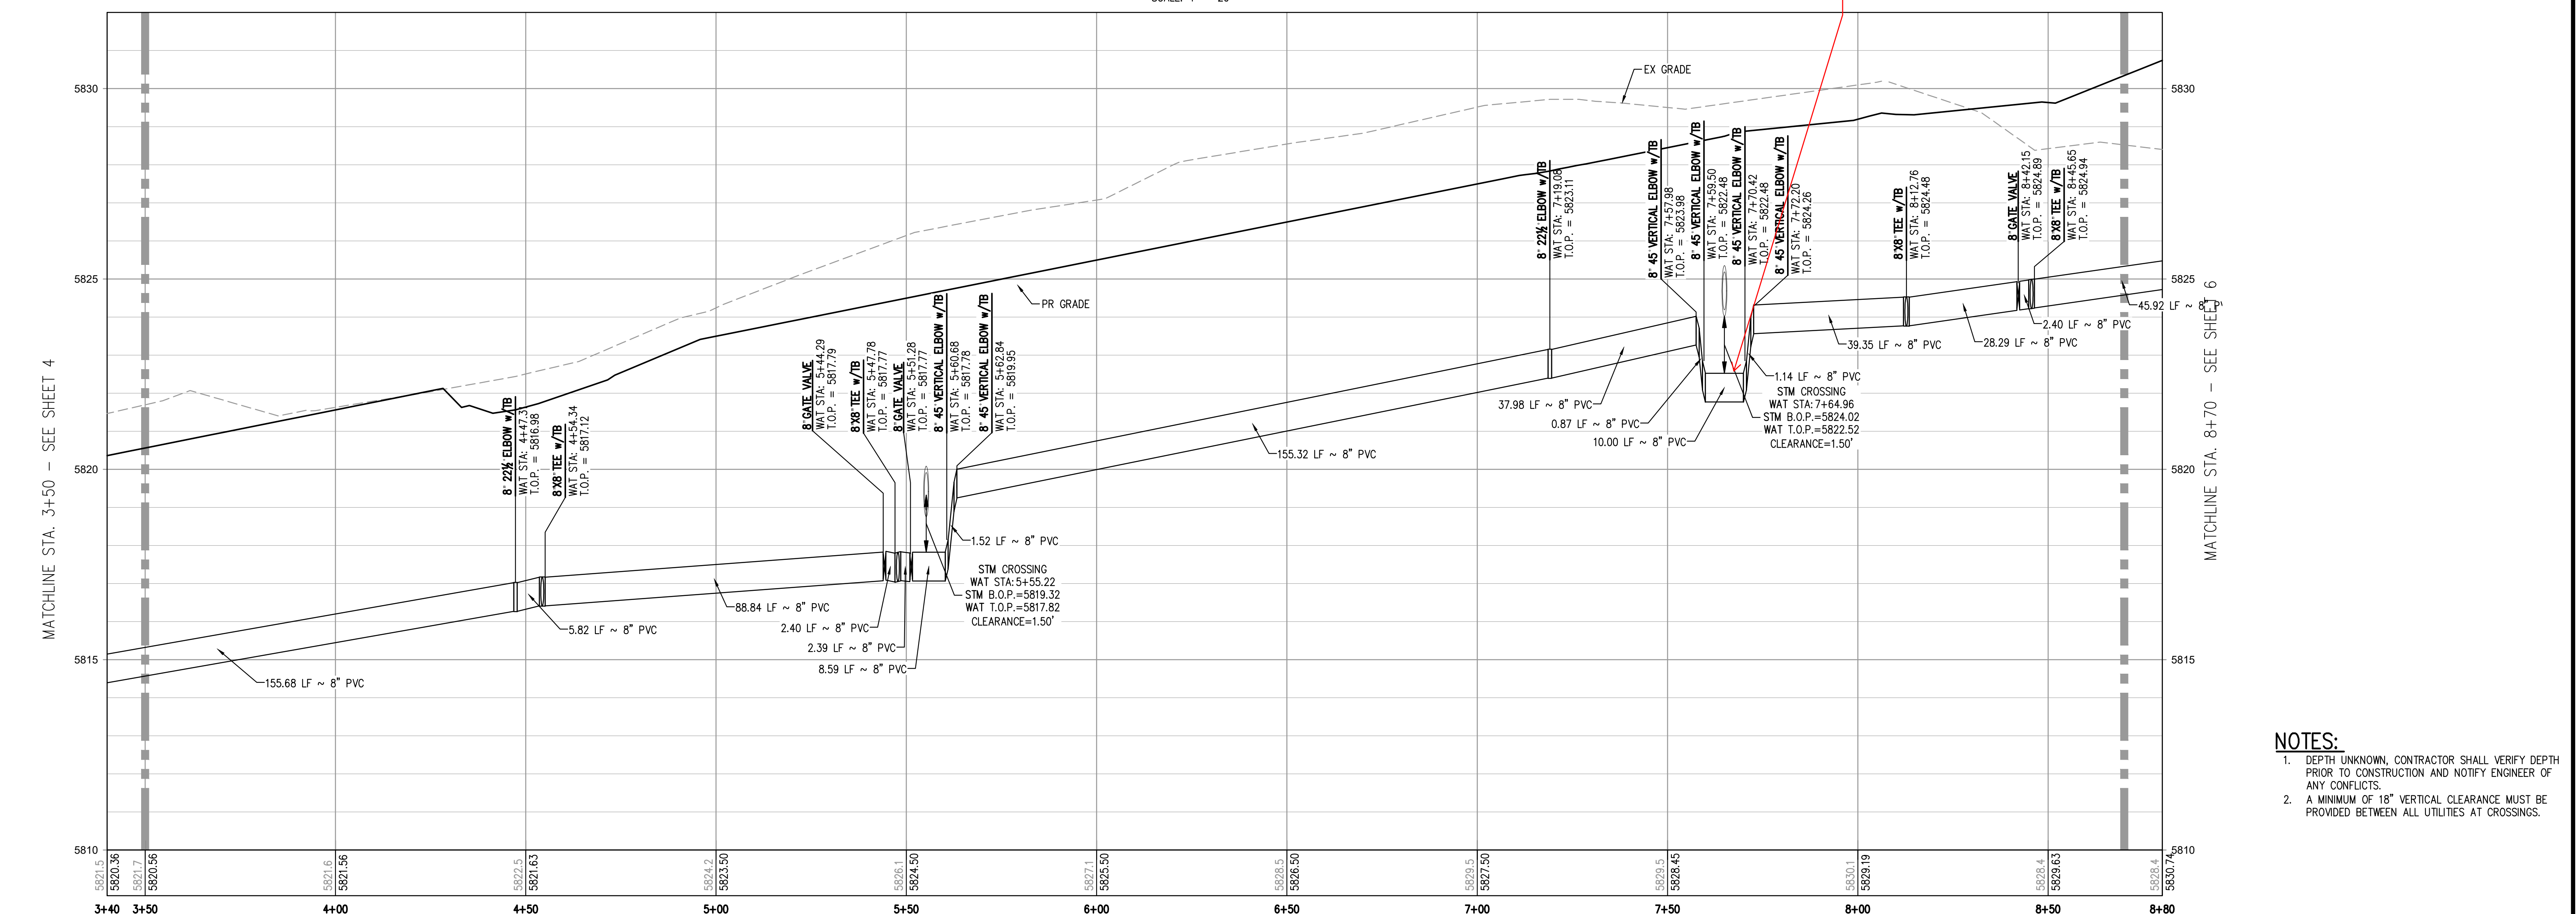 5830
5825
5820
5815
5810
5830
5825
5820
5815
5810
MATCHLINE STA. 3+50 - SEE SHEET 4
MATCHLINE STA. 8+70 - SEE SHEET 6
EX GRADE
PR GRADE
8" 22½° ELBOW w/TB
WAT STA: 4+47.3
T.O.P. = 5816.98
8"X8" TEE w/TB
WAT STA: 4+54.34
T.O.P. = 5817.12
8" GATE VALVE
WAT STA: 5+44.29
T.O.P. = 5817.79
8"X8" TEE w/TB
WAT STA: 5+47.78
T.O.P. = 5817.77
8" GATE VALVE
WAT STA: 5+51.28
T.O.P. = 5817.77
8" 45° VERTICAL ELBOW w/TB
WAT STA: 5+60.68
T.O.P. = 5817.78
8" 45° VERTICAL ELBOW w/TB
WAT STA: 5+62.84
T.O.P. = 5819.95
8" 22½° ELBOW w/TB
WAT STA: 7+19.08
T.O.P. = 5823.11
8" 45° VERTICAL ELBOW w/TB
WAT STA: 7+57.98
T.O.P. = 5823.98
8" 45° VERTICAL ELBOW w/TB
WAT STA: 7+59.50
T.O.P. = 5822.48
8" 45° VERTICAL ELBOW w/TB
WAT STA: 7+70.42
T.O.P. = 5822.48
8" 45° VERTICAL ELBOW w/TB
WAT STA: 7+72.20
T.O.P. = 5824.26
8"X8" TEE w/TB
WAT STA: 8+12.76
T.O.P. = 5824.48
8" GATE VALVE
WAT STA: 8+42.15
T.O.P. = 5824.89
8"X8" TEE w/TB
WAT STA: 8+45.65
T.O.P. = 5824.94
155.68 LF ~ 8" PVC
5.82 LF ~ 8" PVC
88.84 LF ~ 8" PVC
2.40 LF ~ 8" PVC
2.39 LF ~ 8" PVC
8.59 LF ~ 8" PVC
1.52 LF ~ 8" PVC
STM CROSSING
WAT STA: 5+55.22
STM B.O.P.=5819.32
WAT T.O.P.=5817.82
CLEARANCE=1.50'
155.32 LF ~ 8" PVC
37.98 LF ~ 8" PVC
0.87 LF ~ 8" PVC
10.00 LF ~ 8" PVC
1.14 LF ~ 8" PVC
STM CROSSING
WAT STA: 7+64.96
STM B.O.P.=5824.02
WAT T.O.P.=5822.52
CLEARANCE=1.50'
39.35 LF ~ 8" PVC
28.29 LF ~ 8" PVC
2.40 LF ~ 8" PVC
45.92 LF ~ 8"
NOTES:
1. DEPTH UNKNOWN, CONTRACTOR SHALL VERIFY DEPTH
PRIOR TO CONSTRUCTION AND NOTIFY ENGINEER OF
ANY CONFLICTS.
2. A MINIMUM OF 18" VERTICAL CLEARANCE MUST BE
PROVIDED BETWEEN ALL UTILITIES AT CROSSINGS.
5821.5
5820.36
5821.7
5820.56
5821.6
5821.56
5822.5
5821.63
5824.2
5823.50
5826.1
5824.50
5827.1
5825.50
5828.5
5826.50
5829.5
5827.50
5829.5
5828.45
5830.1
5829.19
5828.4
5829.63
5828.4
5830.74
3+40 3+50 4+00 4+50 5+00 5+50 6+00 6+50 7+00 7+50 8+00 8+50 8+80